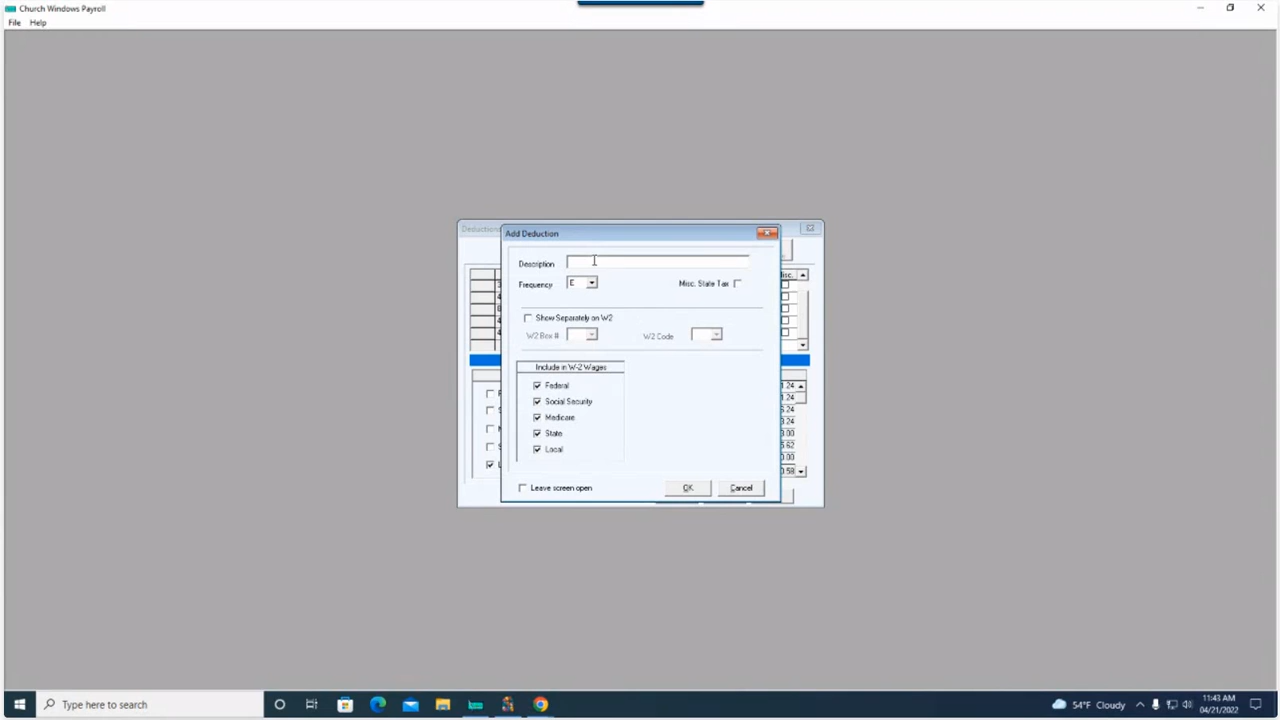 Church Windows Payroll
File Help
Deductions
Add Deduction
Description
Frequency E Misc. State Tax
Show Separately on W2
W2 Box # W2 Code
Include in W-2 Wages
Federal
Social Security
Medicare
State
Local
Leave screen open OK Cancel
Type here to search
54°F Cloudy
11:43 AM
04/21/2022